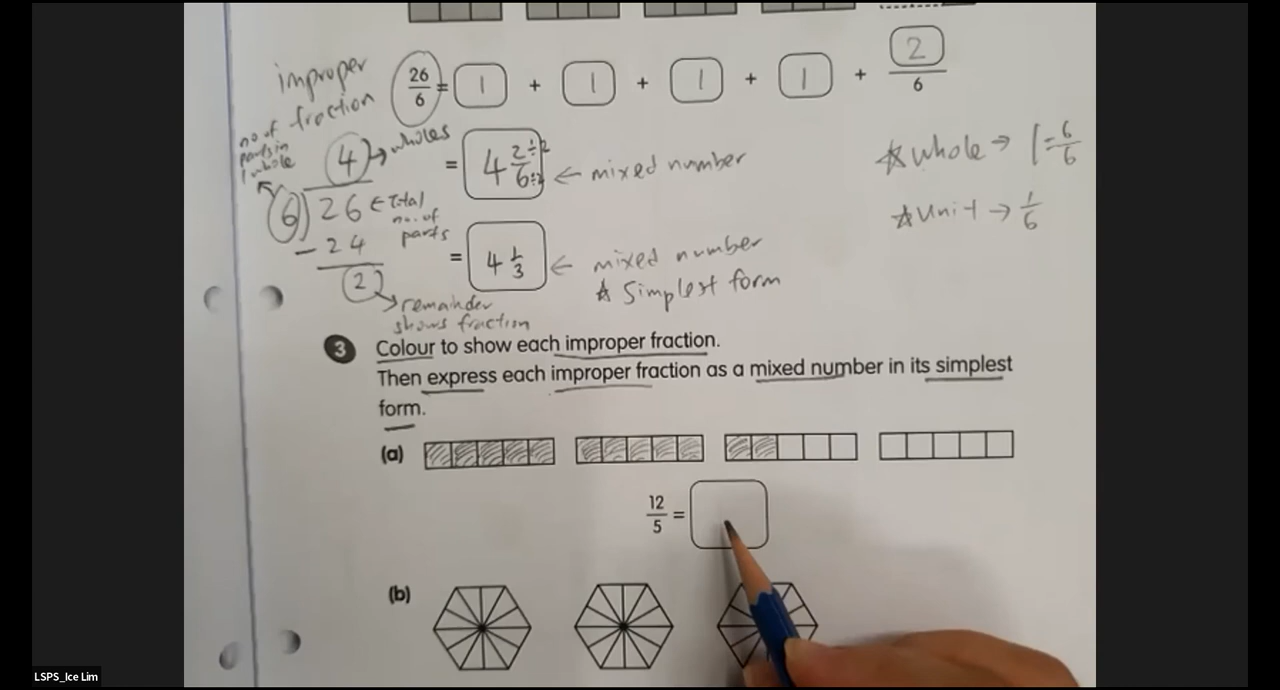 improper
fraction
26/6 = 1 + 1 + 1 + 1 + 2/6
no. of
parts in
1 whole
4 → wholes
= 4 2÷2/6÷2 ← mixed number
6)26 ← Total
no. of
parts
- 24
2
→ remainder
shows fraction
= 4 1/3 ← mixed number
☆ Simplest form
☆ Whole → 1 = 6/6
☆ Unit → 1/6
3 Colour to show each improper fraction.
Then express each improper fraction as a mixed number in its simplest
form.
(a)
12/5 =
(b)
LSPS_Ice Lim